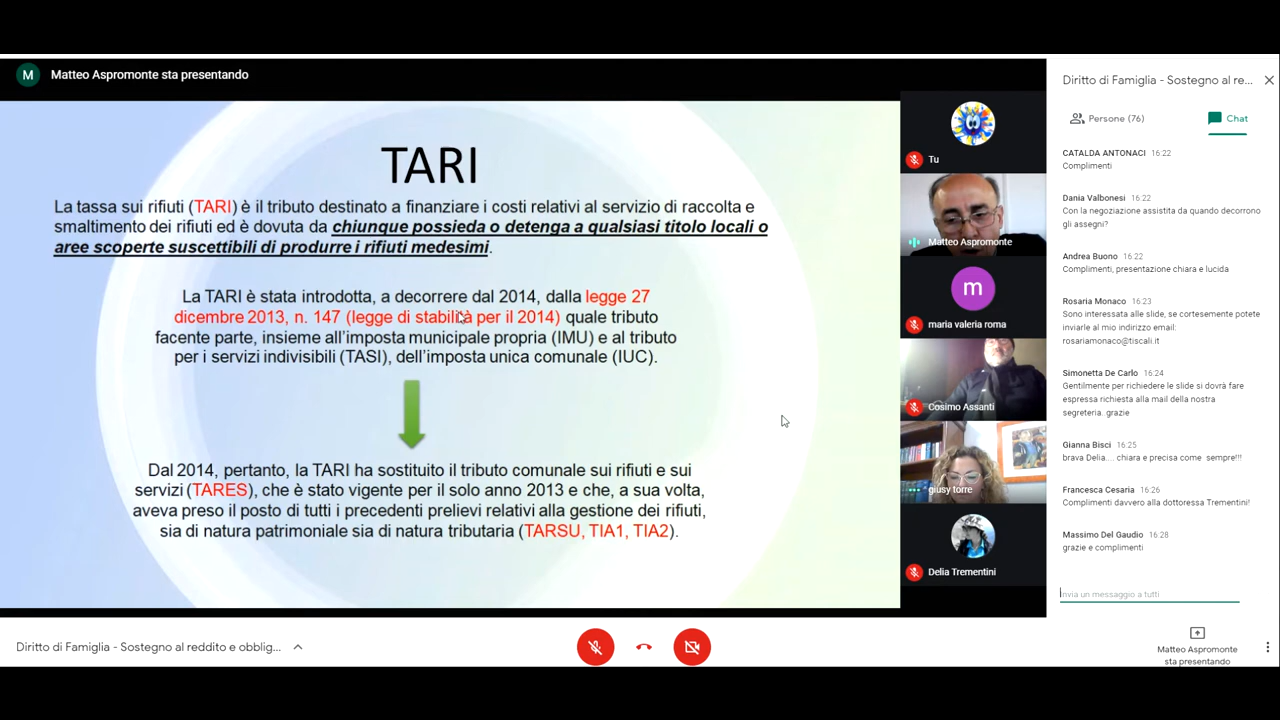 M
Matteo Aspromonte sta presentando
TARI
La tassa sui rifiuti (TARI) è il tributo destinato a finanziare i costi relativi al servizio di raccolta e
smaltimento dei rifiuti ed è dovuta da chiunque possieda o detenga a qualsiasi titolo locali o
aree scoperte suscettibili di produrre i rifiuti medesimi.
La TARI è stata introdotta, a decorrere dal 2014, dalla legge 27
dicembre 2013, n. 147 (legge di stabilità per il 2014) quale tributo
facente parte, insieme all’imposta municipale propria (IMU) e al tributo
per i servizi indivisibili (TASI), dell’imposta unica comunale (IUC).
Dal 2014, pertanto, la TARI ha sostituito il tributo comunale sui rifiuti e sui
servizi (TARES), che è stato vigente per il solo anno 2013 e che, a sua volta,
aveva preso il posto di tutti i precedenti prelievi relativi alla gestione dei rifiuti,
sia di natura patrimoniale sia di natura tributaria (TARSU, TIA1, TIA2).
Tu
Matteo Aspromonte
m
maria valeria roma
Cosimo Assanti
giusy torre
Delia Trementini
Diritto di Famiglia - Sostegno al re...
Persone (76)
Chat
CATALDA ANTONACI 16:22
Complimenti
Dania Valbonesi 16:22
Con la negoziazione assistita da quando decorrono
gli assegni?
Andrea Buono 16:22
Complimenti, presentazione chiara e lucida
Rosaria Monaco 16:23
Sono interessata alle slide, se cortesemente potete
inviarle al mio indirizzo email:
rosariamonaco@tiscali.it
Simonetta De Carlo 16:24
Gentilmente per richiedere le slide si dovrà fare
espressa richiesta alla mail della nostra
segreteria. grazie
Gianna Bisci 16:25
brava Delia.... chiara e precisa come sempre!!!
Francesca Cesaria 16:26
Complimenti davvero alla dottoressa Trementini!
Massimo Del Gaudio 16:28
grazie e complimenti
Invia un messaggio a tutti
Diritto di Famiglia - Sostegno al reddito e obblig...
Matteo Aspromonte
sta presentando